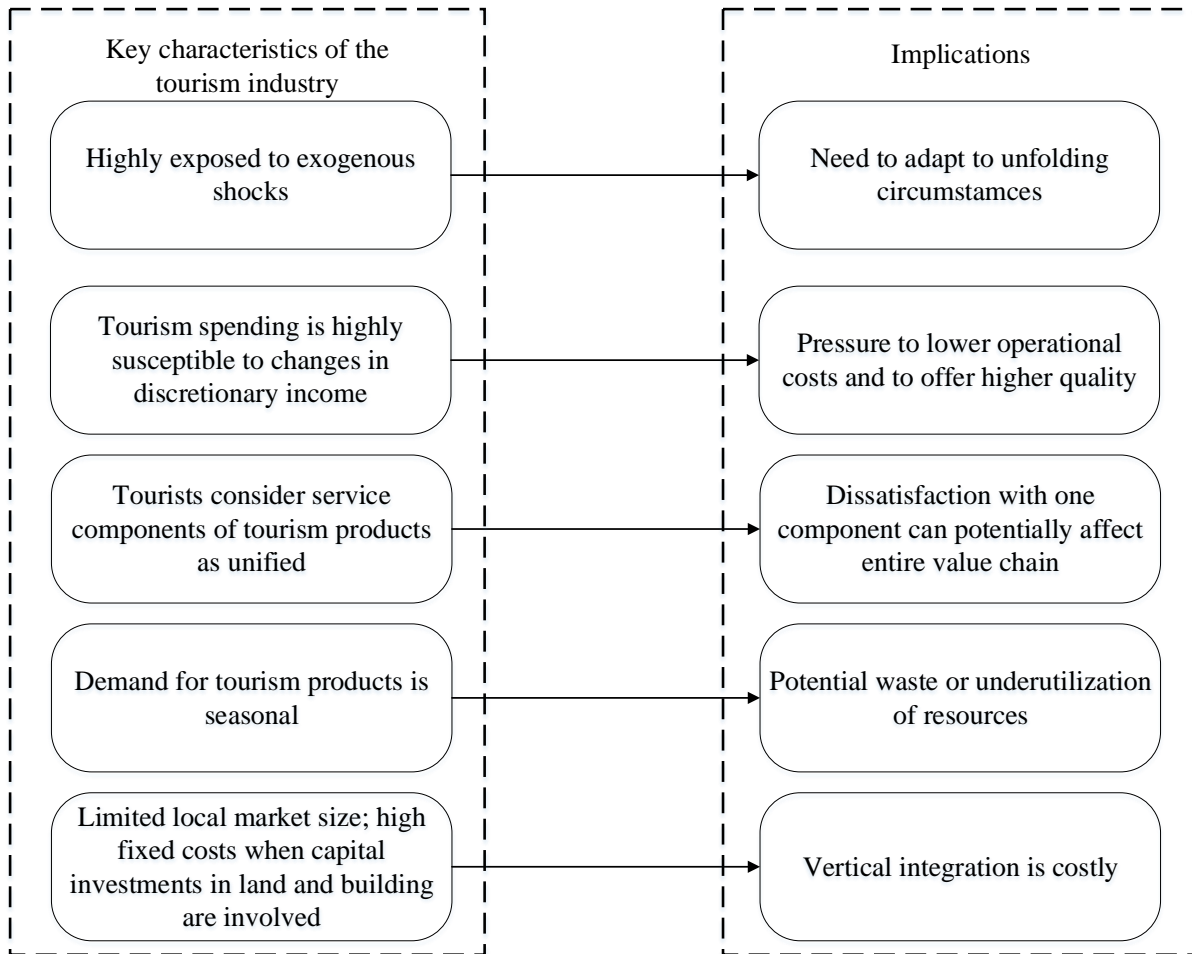 Key characteristics of the
tourism industry
Implications
Highly exposed to exogenous
shocks
Need to adapt to unfolding
circumstamces
Tourism spending is highly
susceptible to changes in
discretionary income
Pressure to lower operational
costs and to offer higher quality
Tourists consider service
components of tourism products
as unified
Dissatisfaction with one
component can potentially affect
entire value chain
Demand for tourism products is
seasonal
Potential waste or underutilization
of resources
Limited local market size; high
fixed costs when capital
investments in land and building
are involved
Vertical integration is costly